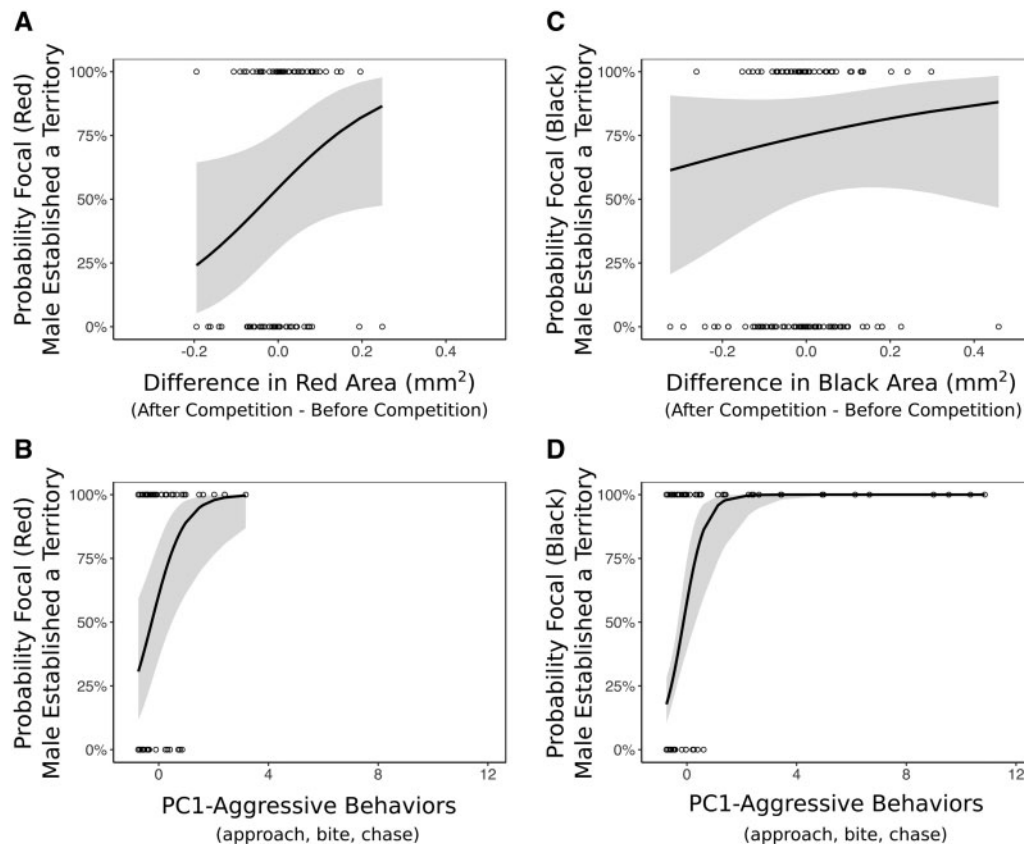 A
Probability Focal (Red)
Male Established a Territory
100%
75%
50%
25%
0%
-0.2 0.0 0.2 0.4
Difference in Red Area (mm²)
(After Competition - Before Competition)
C
Probability Focal (Black)
Male Established a Territory
100%
75%
50%
25%
0%
-0.2 0.0 0.2 0.4
Difference in Black Area (mm²)
(After Competition - Before Competition)
B
Probability Focal (Red)
Male Established a Territory
100%
75%
50%
25%
0%
0 4 8 12
PC1-Aggressive Behaviors
(approach, bite, chase)
D
Probability Focal (Black)
Male Established a Territory
100%
75%
50%
25%
0%
0 4 8 12
PC1-Aggressive Behaviors
(approach, bite, chase)